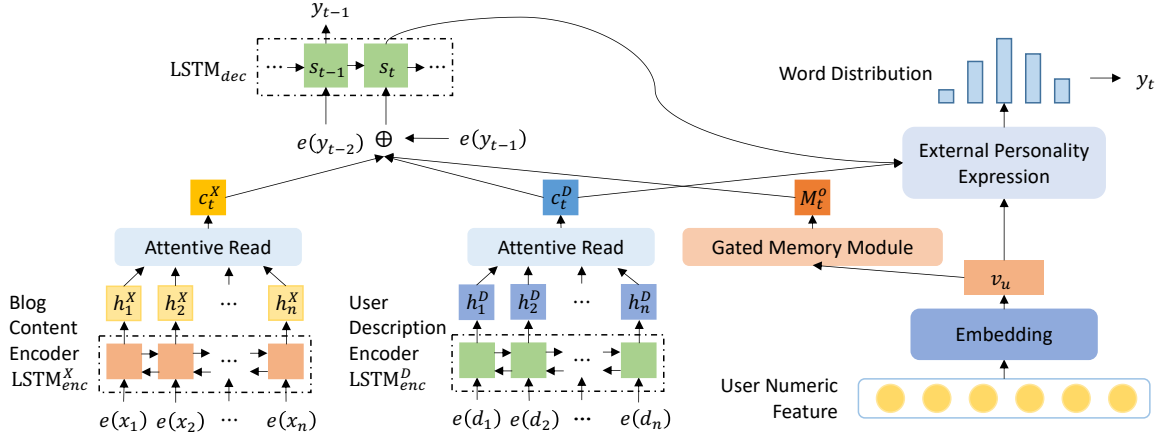 y_{t-1}
LSTM_{dec}
··· s_{t-1} s_t ···
e(y_{t-2}) ⊕ e(y_{t-1})
Word Distribution
y_t
External Personality
Expression
c_t^X
c_t^D
M_t^o
Attentive Read
Attentive Read
Gated Memory Module
h_1^X h_2^X ··· h_n^X
h_1^D h_2^D ··· h_n^D
v_u
Blog
Content
Encoder
LSTM_{enc}^X
···
···
e(x_1) e(x_2) ··· e(x_n)
User
Description
Encoder
LSTM_{enc}^D
···
···
e(d_1) e(d_2) ··· e(d_n)
Embedding
User Numeric
Feature